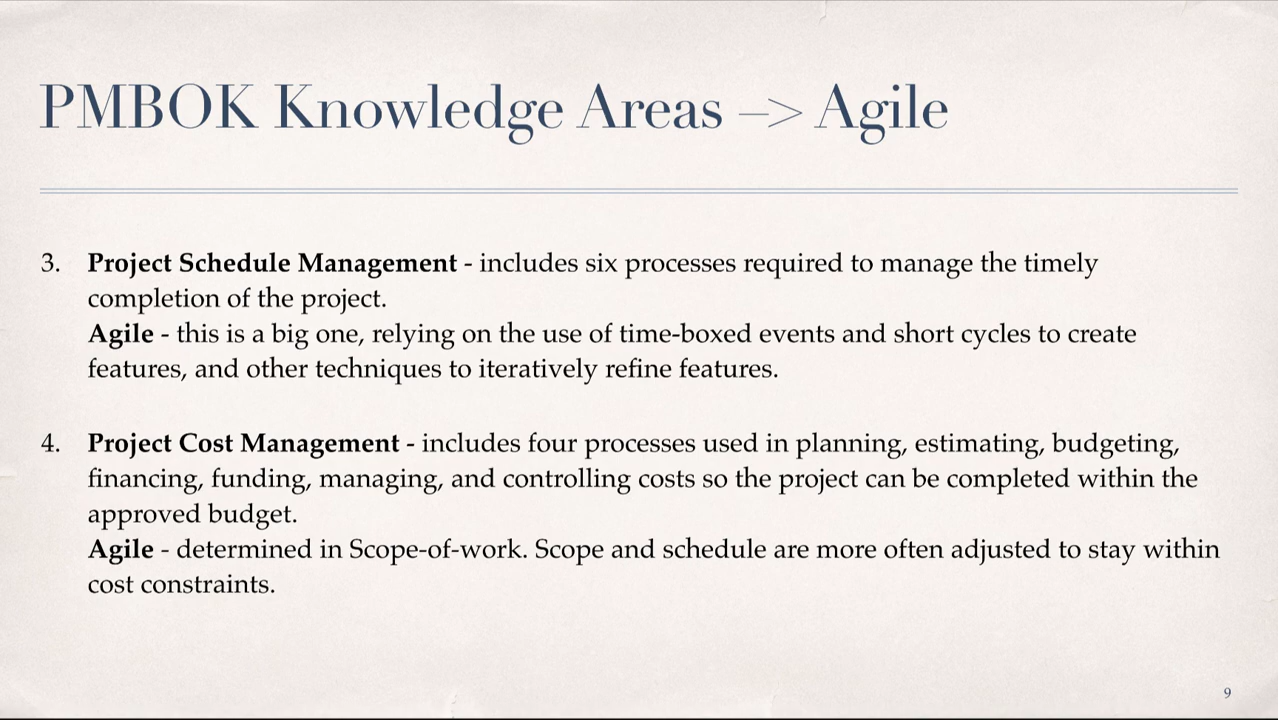 PMBOK Knowledge Areas –> Agile
3. Project Schedule Management - includes six processes required to manage the timely
completion of the project.
Agile - this is a big one, relying on the use of time-boxed events and short cycles to create
features, and other techniques to iteratively refine features.
4. Project Cost Management - includes four processes used in planning, estimating, budgeting,
financing, funding, managing, and controlling costs so the project can be completed within the
approved budget.
Agile - determined in Scope-of-work. Scope and schedule are more often adjusted to stay within
cost constraints.
9